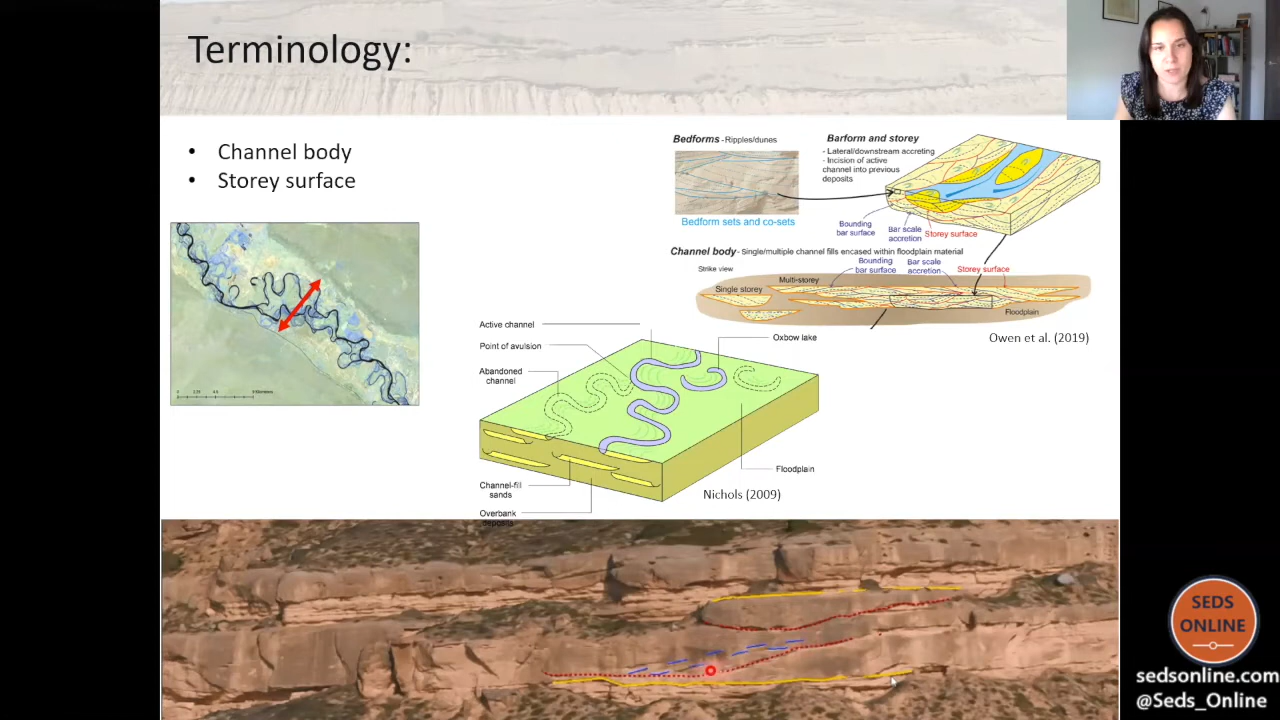 Terminology:
• Channel body
• Storey surface
Bedforms - Ripples/dunes
Bedform sets and co-sets
Barform and storey
- Lateral/downstream accreting
- Incision of active
channel into previous
deposits
Bounding
bar surface
Bar scale
accretion
Storey surface
Channel body - Single/multiple channel fills encased within floodplain material
Strike view
Bounding
bar surface
Bar scale
accretion
Storey surface
Multi-storey
Single storey
Floodplain
Owen et al. (2019)
Active channel
Point of avulsion
Abandoned
channel
Oxbow lake
Floodplain
Channel-fill
sands
Overbank
deposits
Nichols (2009)
SEDS
ONLINE
sedsonline.com
@Seds_Online